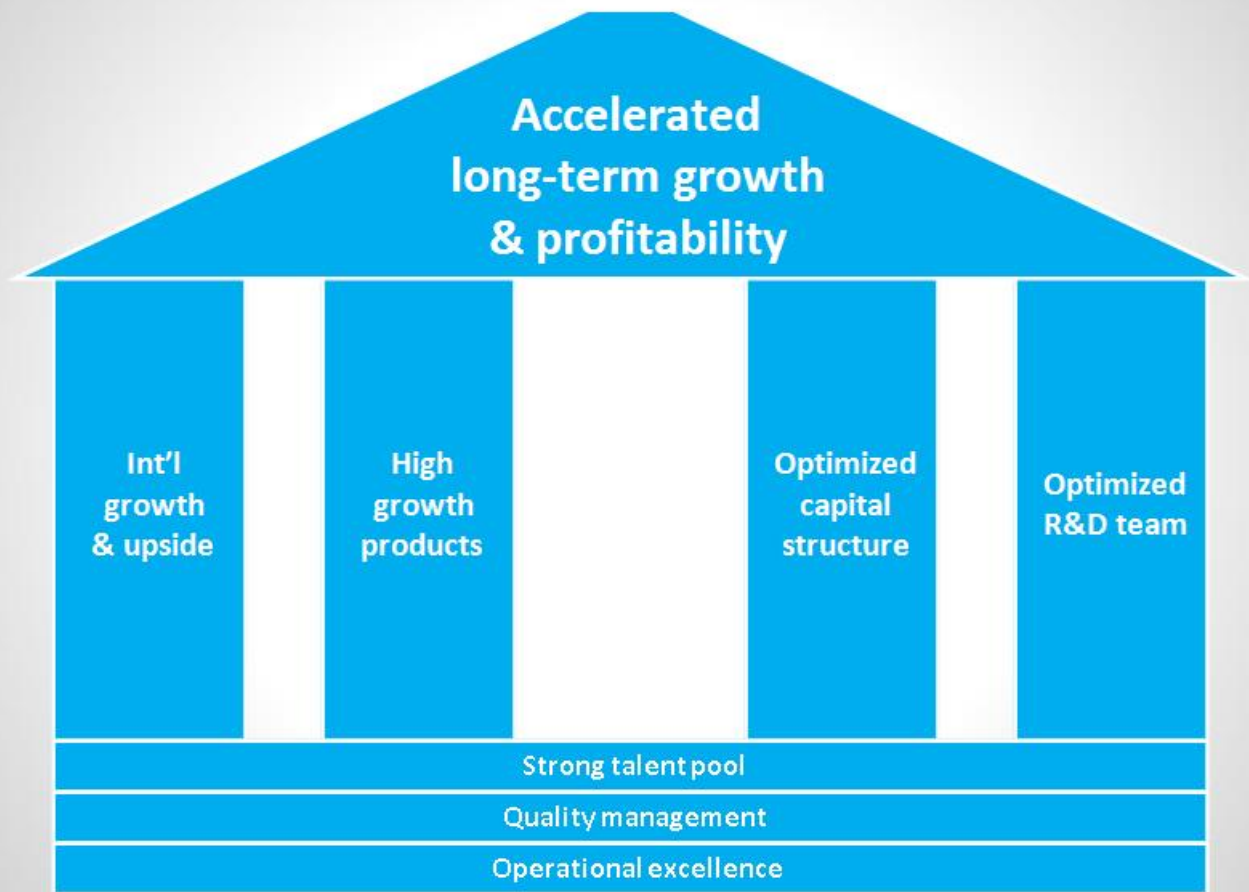 Accelerated
long-term growth
& profitability
Int'l
growth
& upside
High
growth
products
Optimized
capital
structure
Optimized
R&D team
Strong talent pool
Quality management
Operational excellence